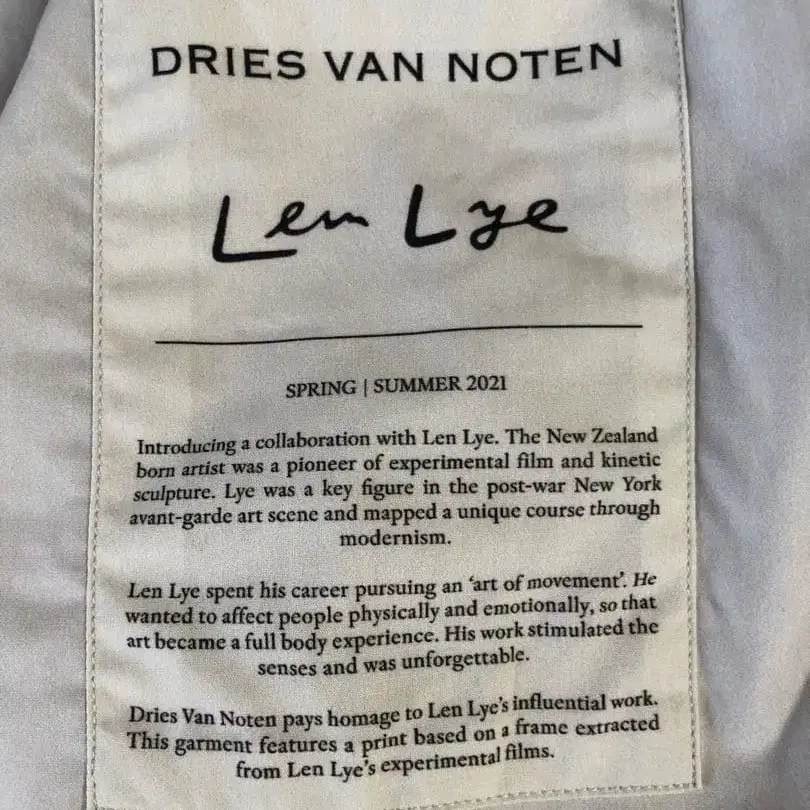 DRIES VAN NOTEN
Len Lye
SPRING | SUMMER 2021
Introducing a collaboration with Len Lye. The New Zealand
born artist was a pioneer of experimental film and kinetic
sculpture. Lye was a key figure in the post-war New York
avant-garde art scene and mapped a unique course through
modernism.
Len Lye spent his career pursuing an ‘art of movement’. He
wanted to affect people physically and emotionally, so that
art became a full body experience. His work stimulated the
senses and was unforgettable.
Dries Van Noten pays homage to Len Lye’s influential work.
This garment features a print based on a frame extracted
from Len Lye’s experimental films.